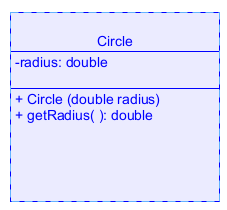 Circle
-radius: double
+ Circle (double radius)
+ getRadius( ): double